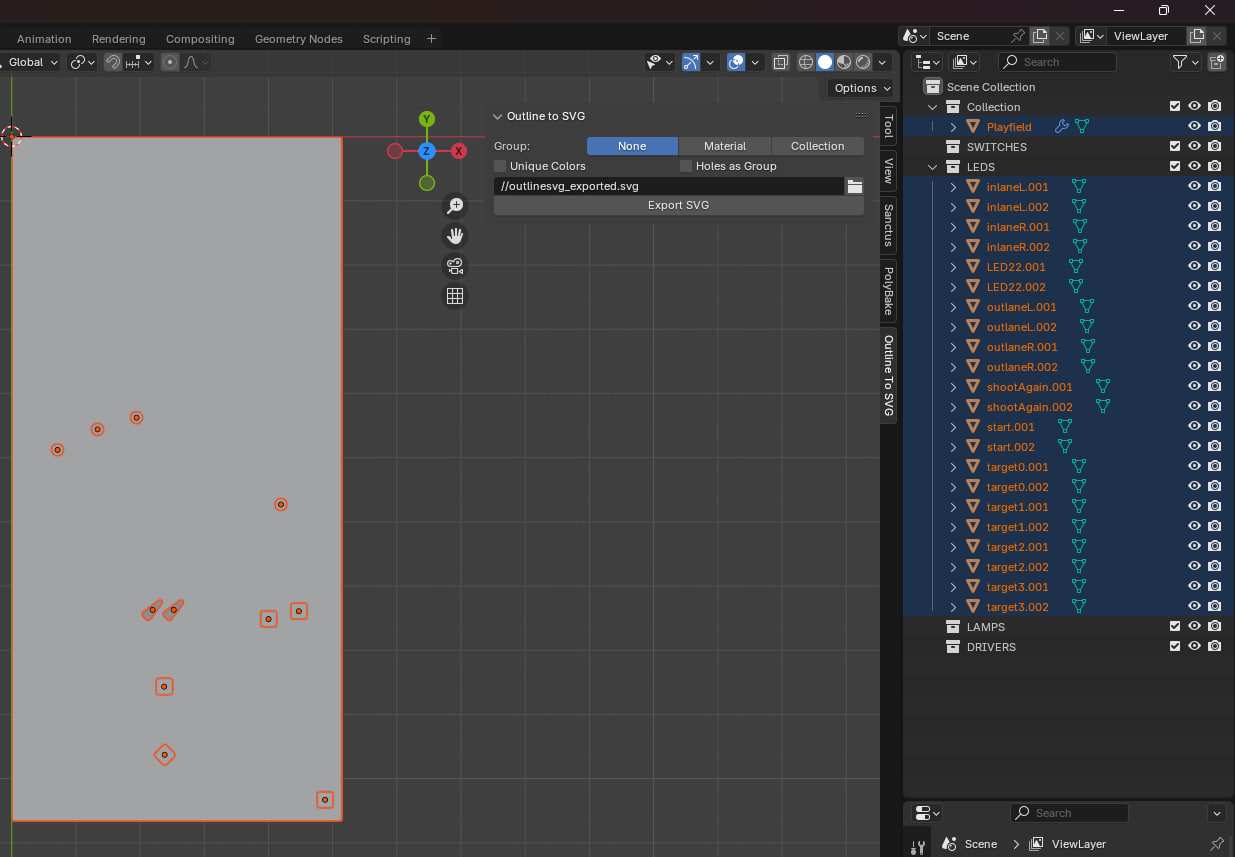 Animation Rendering Compositing Geometry Nodes Scripting +
Scene ViewLayer
Global
Search
Options
Outline to SVG
Group: None Material Collection
Unique Colors Holes as Group
//outlinesvg_exported.svg
Export SVG
Y
Z X
Tool
View
Sanctus
PolyBake
Outline To SVG
Scene Collection
Collection
Playfield
SWITCHES
LEDS
inlaneL.001
inlaneL.002
inlaneR.001
inlaneR.002
LED22.001
LED22.002
outlaneL.001
outlaneL.002
outlaneR.001
outlaneR.002
shootAgain.001
shootAgain.002
start.001
start.002
target0.001
target0.002
target1.001
target1.002
target2.001
target2.002
target3.001
target3.002
LAMPS
DRIVERS
Search
Scene ViewLayer